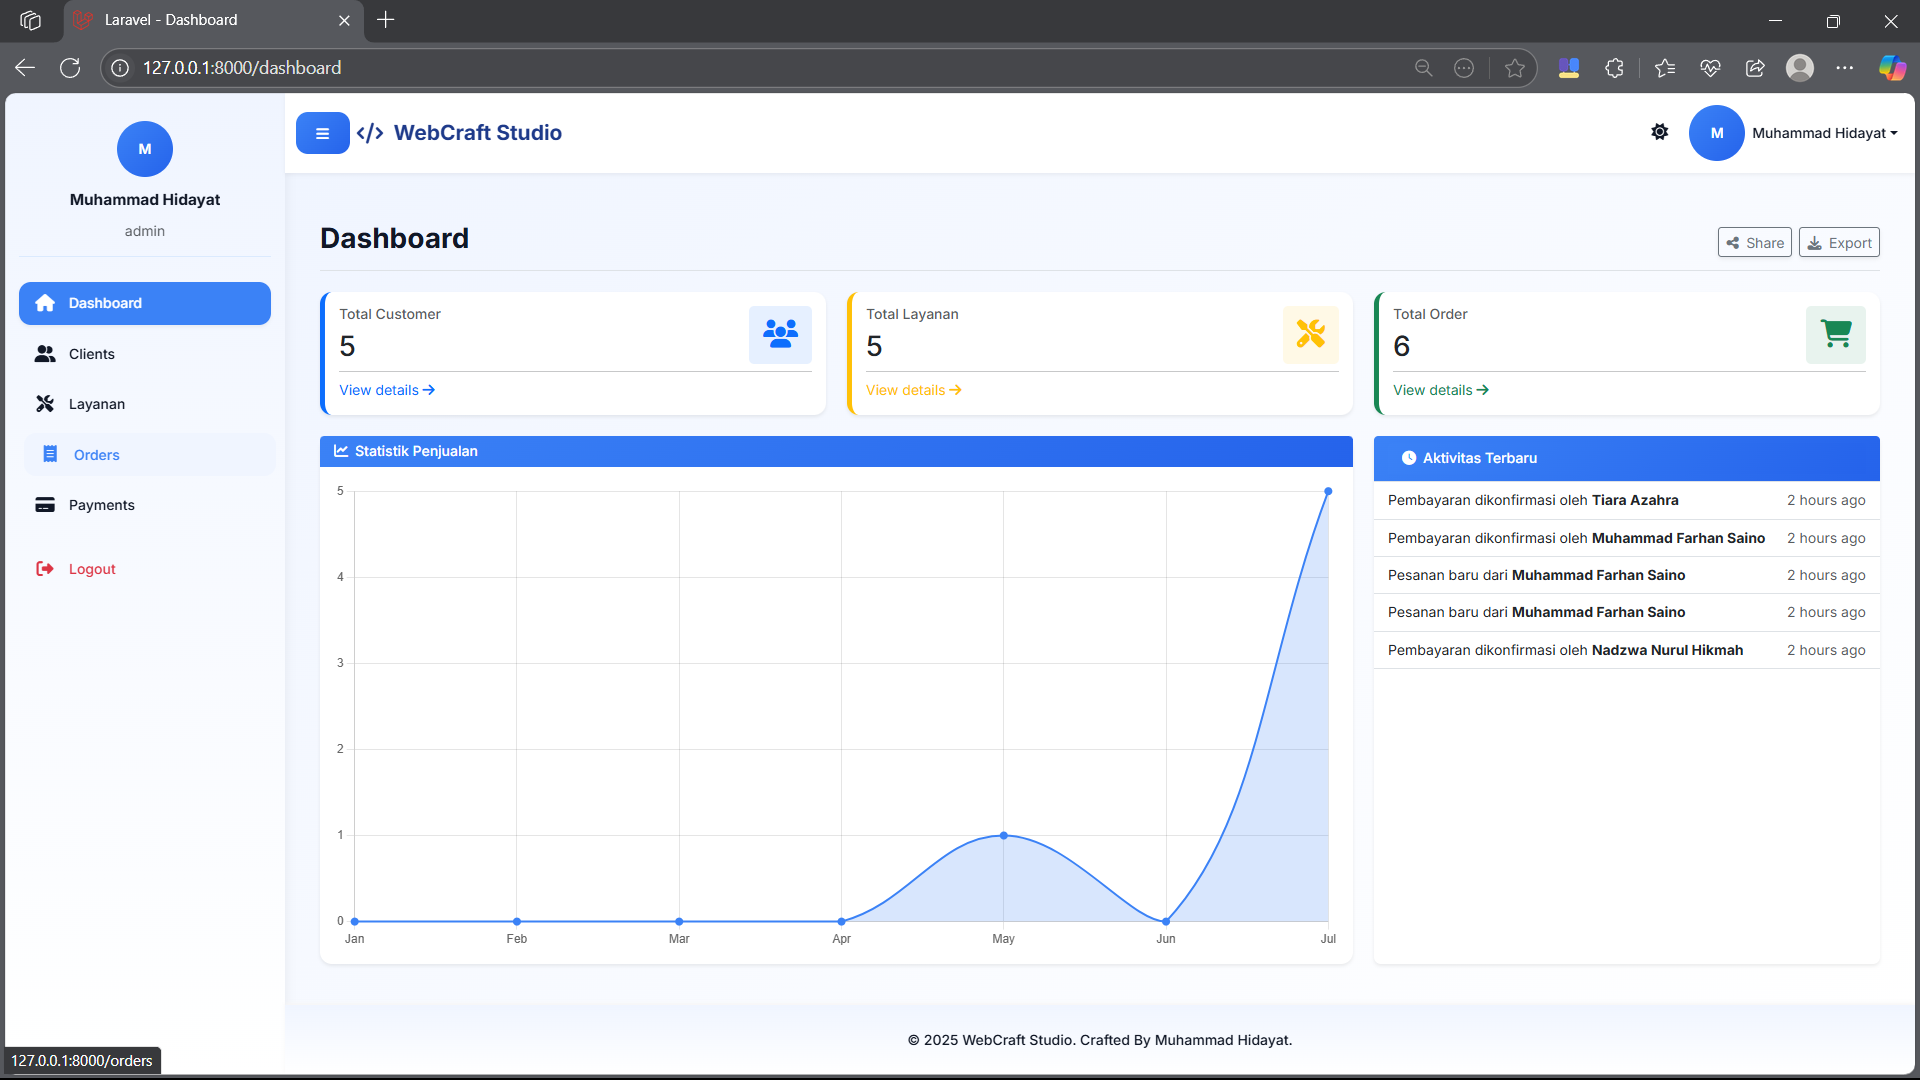 Laravel - Dashboard
127.0.0.1:8000/dashboard
M
Muhammad Hidayat
admin
Dashboard
Clients
Layanan
Orders
Payments
Logout
</> WebCraft Studio
M
Muhammad Hidayat
Dashboard
Share
Export
Total Customer
5
View details
Total Layanan
5
View details
Total Order
6
View details
Statistik Penjualan
5
4
3
2
1
0
Jan Feb Mar Apr May Jun Jul
Aktivitas Terbaru
Pembayaran dikonfirmasi oleh Tiara Azahra 2 hours ago
Pembayaran dikonfirmasi oleh Muhammad Farhan Saino 2 hours ago
Pesanan baru dari Muhammad Farhan Saino 2 hours ago
Pesanan baru dari Muhammad Farhan Saino 2 hours ago
Pembayaran dikonfirmasi oleh Nadzwa Nurul Hikmah 2 hours ago
© 2025 WebCraft Studio. Crafted By Muhammad Hidayat.
127.0.0.1:8000/orders